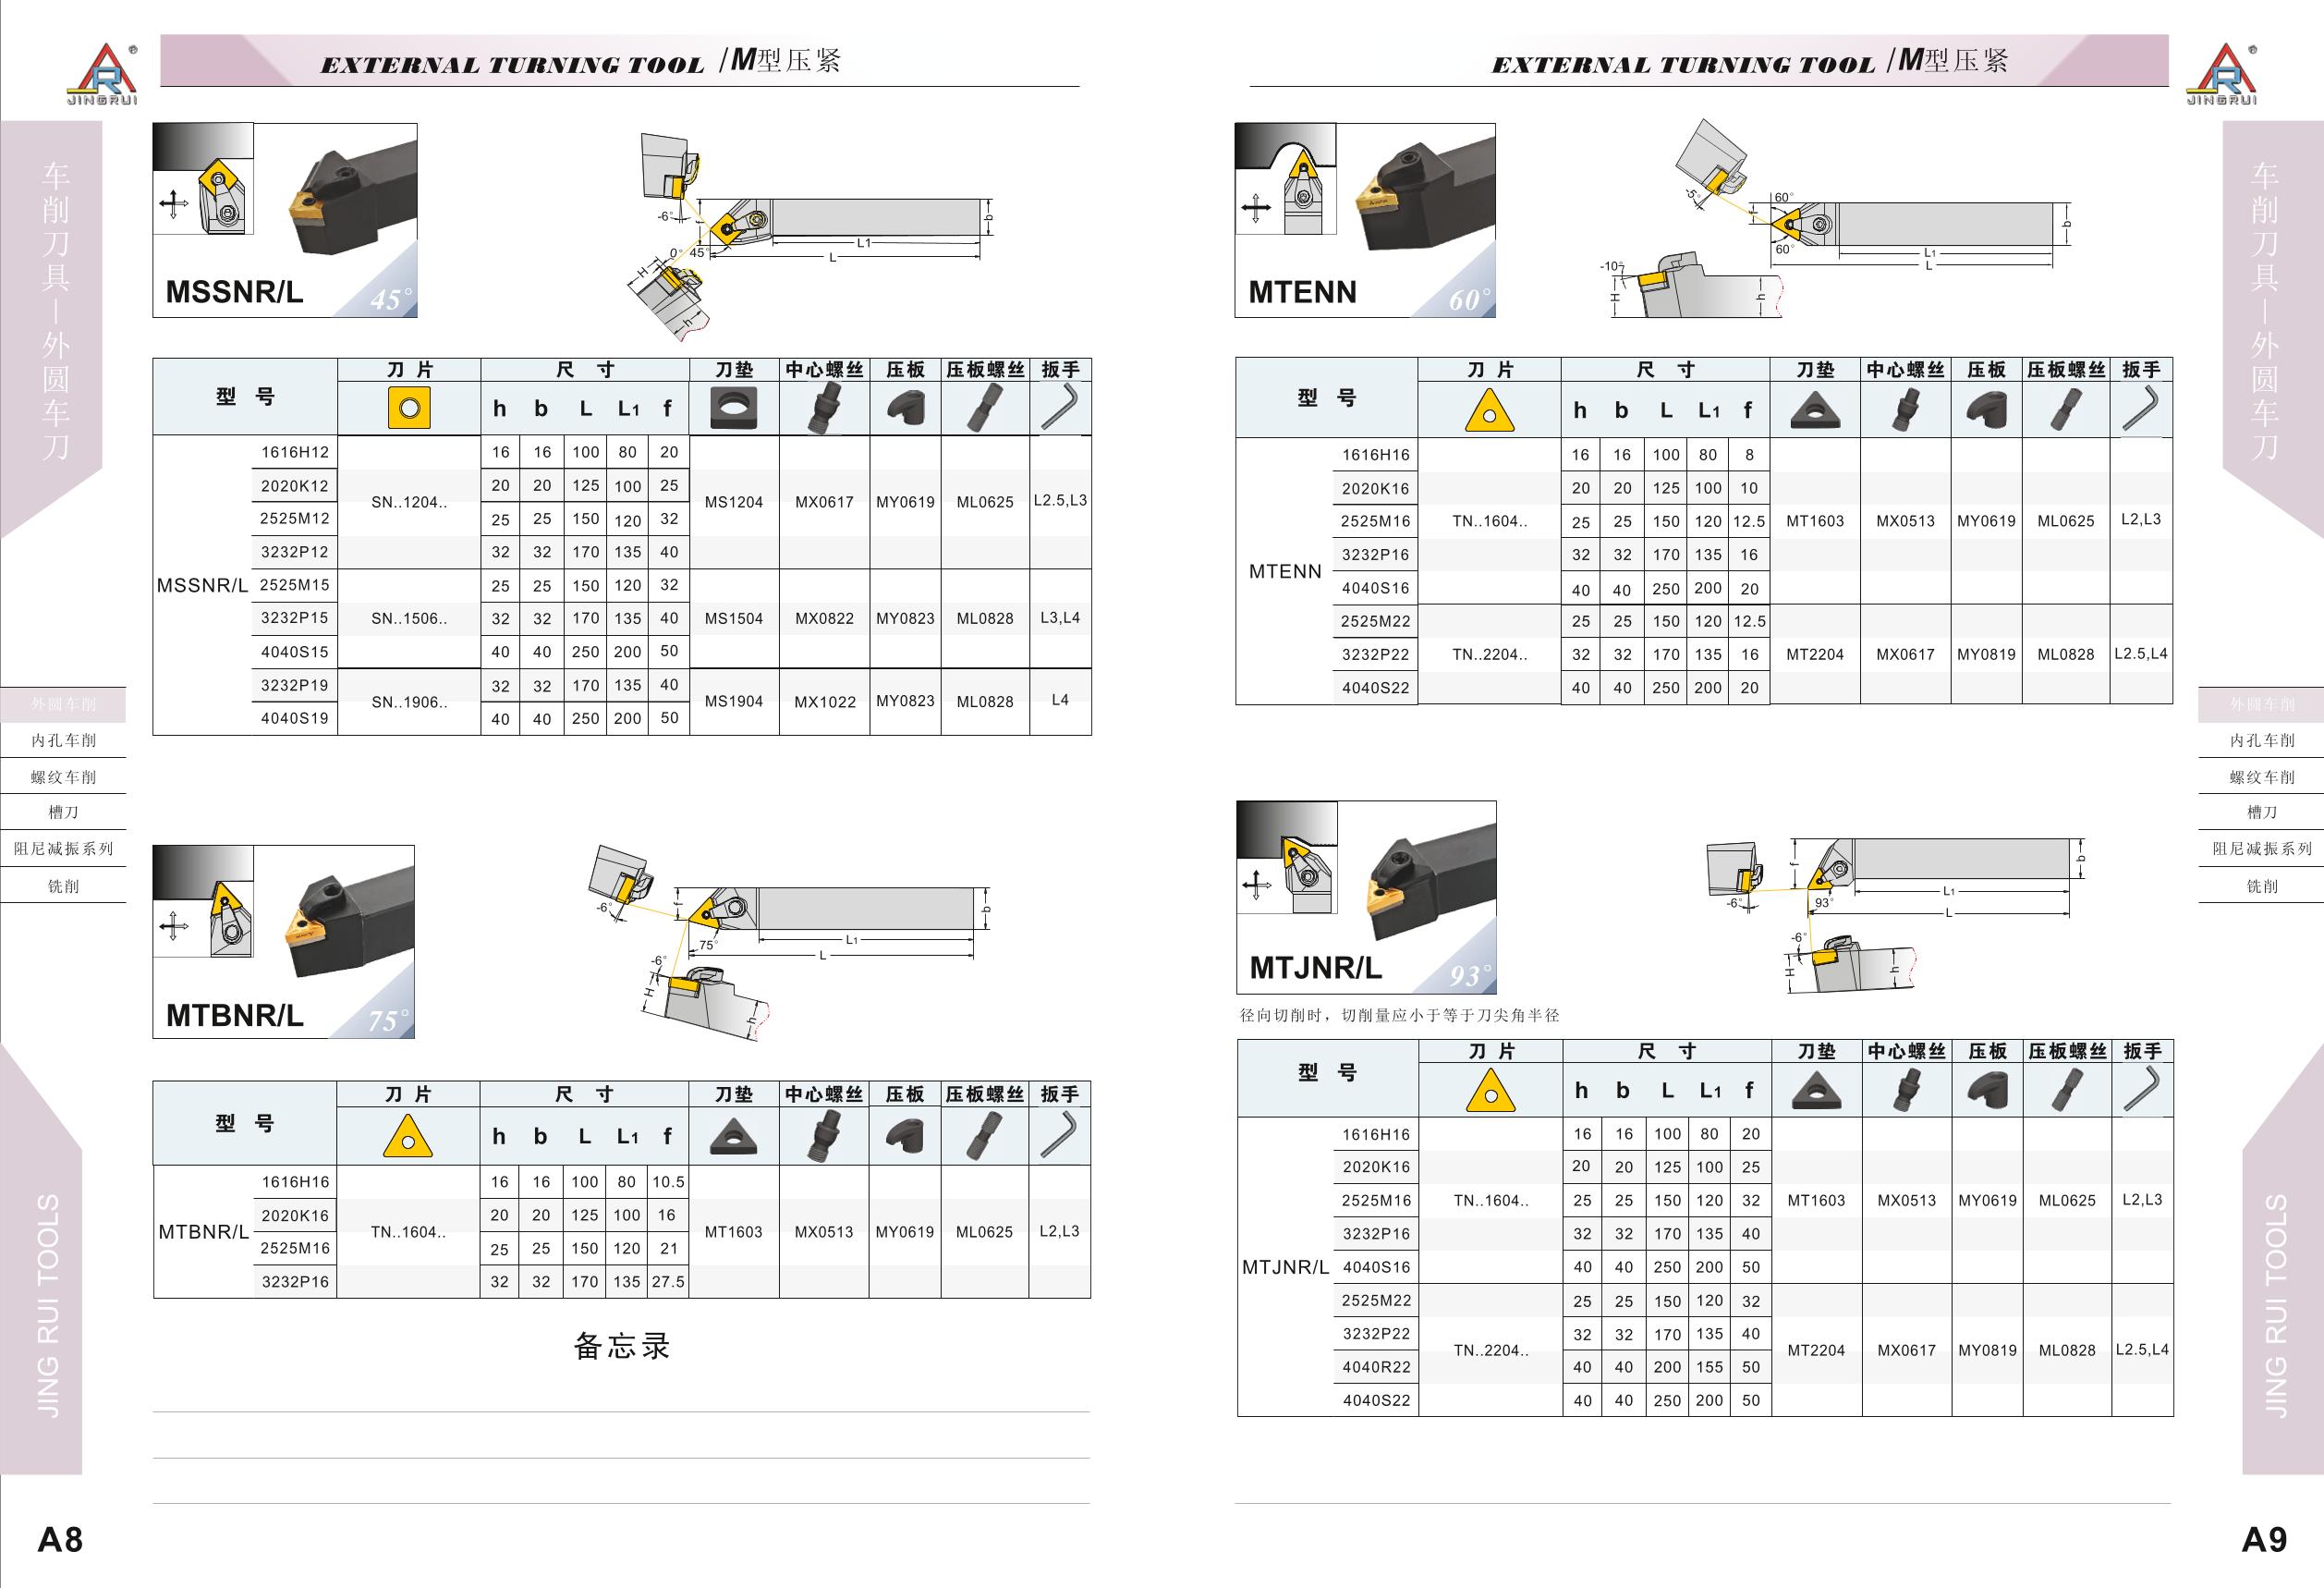 JINGRUI
EXTERNAL TURNING TOOL /M型压紧
车削刀具—外圆车刀
外圆车削
内孔车削
螺纹车削
槽刀
阻尼减振系列
铣削
JING RUI TOOLS
MSSNR/L 45°
-6° f b 0° 45° L1 L H h
型 号 刀 片 尺 寸 刀垫 中心螺丝 压板 压板螺丝 扳手
h b L L1 f
MSSNR/L
1616H12 16 16 100 80 20
2020K12 20 20 125 100 25
SN..1204.. MS1204 MX0617 MY0619 ML0625 L2.5,L3
2525M12 25 25 150 120 32
3232P12 32 32 170 135 40
2525M15 25 25 150 120 32
3232P15 SN..1506.. 32 32 170 135 40 MS1504 MX0822 MY0823 ML0828 L3,L4
4040S15 40 40 250 200 50
3232P19 32 32 170 135 40
SN..1906.. MS1904 MX1022 MY0823 ML0828 L4
4040S19 40 40 250 200 50
MTBNR/L 75°
-6° f b 75° L1 L -6° H h
型 号 刀 片 尺 寸 刀垫 中心螺丝 压板 压板螺丝 扳手
h b L L1 f
1616H16 16 16 100 80 10.5
2020K16 20 20 125 100 16
MTBNR/L TN..1604.. MT1603 MX0513 MY0619 ML0625 L2,L3
2525M16 25 25 150 120 21
3232P16 32 32 170 135 27.5
备忘录
A8
EXTERNAL TURNING TOOL /M型压紧
JINGRUI
MTENN 60°
-5° f 60° 60° b L1 L -10° H h
型 号 刀 片 尺 寸 刀垫 中心螺丝 压板 压板螺丝 扳手
h b L L1 f
MTENN
1616H16 16 16 100 80 8
2020K16 20 20 125 100 10
2525M16 TN..1604.. 25 25 150 120 12.5 MT1603 MX0513 MY0619 ML0625 L2,L3
3232P16 32 32 170 135 16
4040S16 40 40 250 200 20
2525M22 25 25 150 120 12.5
3232P22 TN..2204.. 32 32 170 135 16 MT2204 MX0617 MY0819 ML0828 L2.5,L4
4040S22 40 40 250 200 20
MTJNR/L 93°
-6° f b 93° L1 L -6° H h
径向切削时，切削量应小于等于刀尖角半径
型 号 刀 片 尺 寸 刀垫 中心螺丝 压板 压板螺丝 扳手
h b L L1 f
MTJNR/L
1616H16 16 16 100 80 20
2020K16 20 20 125 100 25
2525M16 TN..1604.. 25 25 150 120 32 MT1603 MX0513 MY0619 ML0625 L2,L3
3232P16 32 32 170 135 40
4040S16 40 40 250 200 50
2525M22 25 25 150 120 32
3232P22 32 32 170 135 40
TN..2204.. MT2204 MX0617 MY0819 ML0828 L2.5,L4
4040R22 40 40 200 155 50
4040S22 40 40 250 200 50
车削刀具—外圆车刀
外圆车削
内孔车削
螺纹车削
槽刀
阻尼减振系列
铣削
JING RUI TOOLS
A9